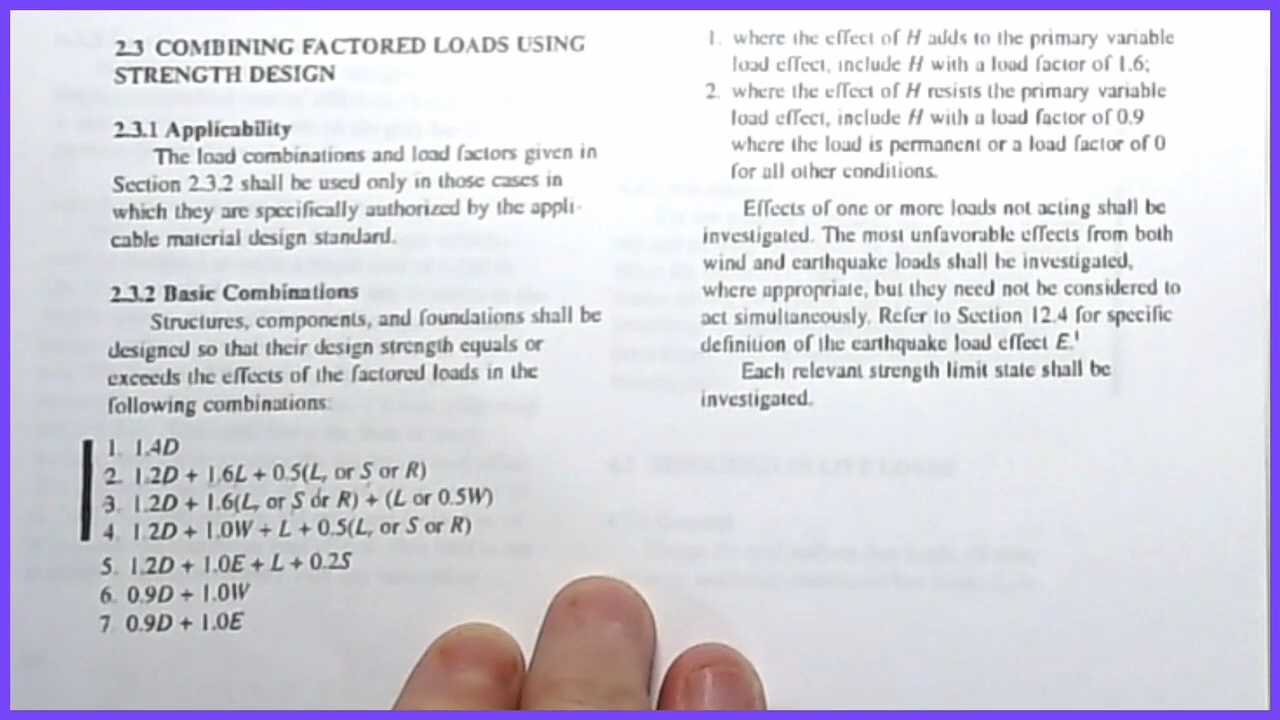 2.3 COMBINING FACTORED LOADS USING
STRENGTH DESIGN
2.3.1 Applicability
The load combinations and load factors given in
Section 2.3.2 shall be used only in those cases in
which they are specifically authorized by the appli-
cable material design standard.
2.3.2 Basic Combinations
Structures, components, and foundations shall be
designed so that their design strength equals or
exceeds the effects of the factored loads in the
following combinations:
1. 1.4D
2. 1.2D + 1.6L + 0.5(Lr or S or R)
3. 1.2D + 1.6(Lr or S or R) + (L or 0.5W)
4. 1.2D + 1.0W + L + 0.5(Lr or S or R)
5. 1.2D + 1.0E + L + 0.2S
6. 0.9D + 1.0W
7. 0.9D + 1.0E
1. where the effect of H adds to the primary variable
load effect, include H with a load factor of 1.6;
2. where the effect of H resists the primary variable
load effect, include H with a load factor of 0.9
where the load is permanent or a load factor of 0
for all other conditions.
Effects of one or more loads not acting shall be
investigated. The most unfavorable effects from both
wind and earthquake loads shall be investigated,
where appropriate, but they need not be considered to
act simultaneously. Refer to Section 12.4 for specific
definition of the earthquake load effect E.¹
Each relevant strength limit state shall be
investigated.